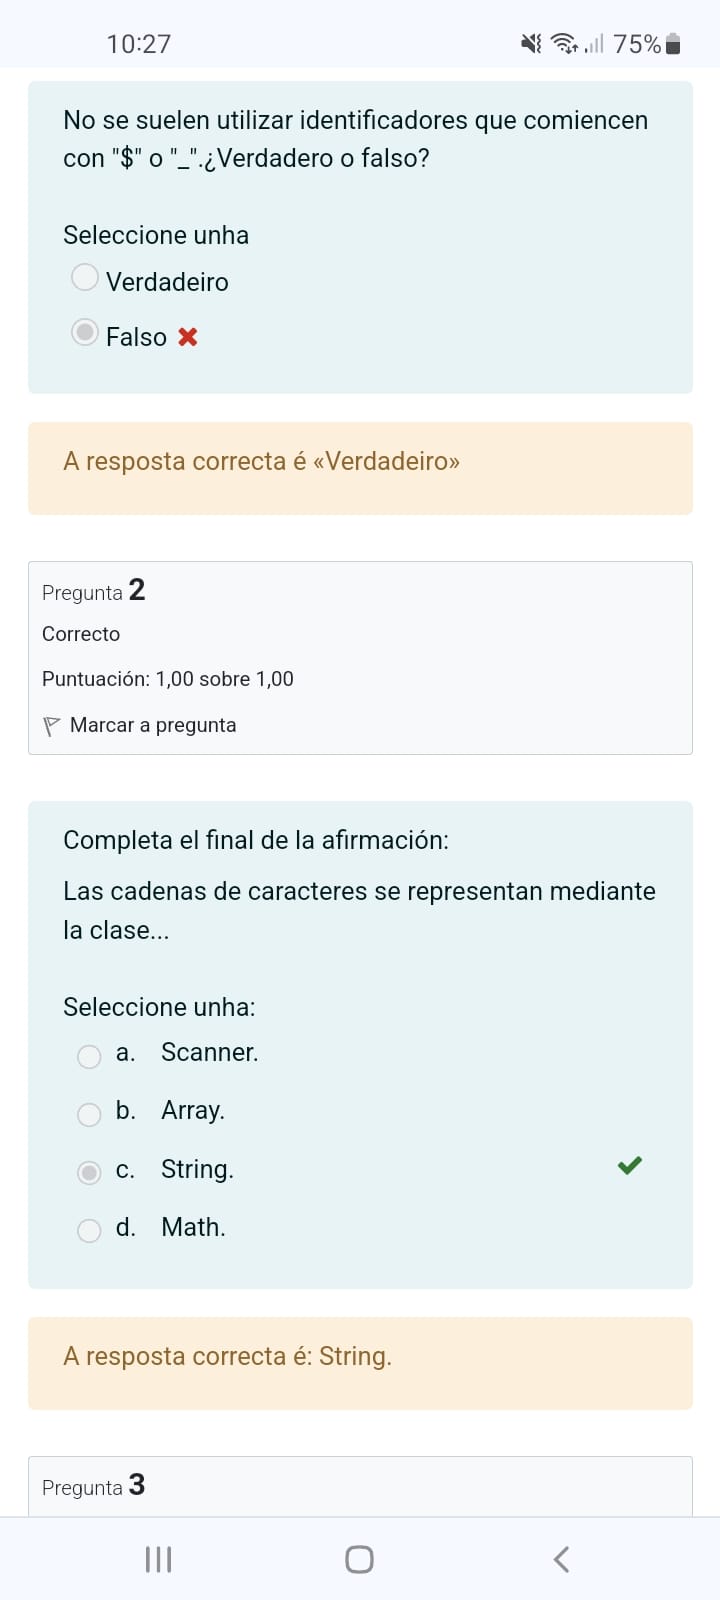 10:27
75%
No se suelen utilizar identificadores que comiencen
con "$" o "_".¿Verdadero o falso?
Seleccione unha
Verdadeiro
Falso
A resposta correcta é «Verdadeiro»
Pregunta 2
Correcto
Puntuación: 1,00 sobre 1,00
Marcar a pregunta
Completa el final de la afirmación:
Las cadenas de caracteres se representan mediante
la clase...
Seleccione unha:
a. Scanner.
b. Array.
c. String.
d. Math.
A resposta correcta é: String.
Pregunta 3